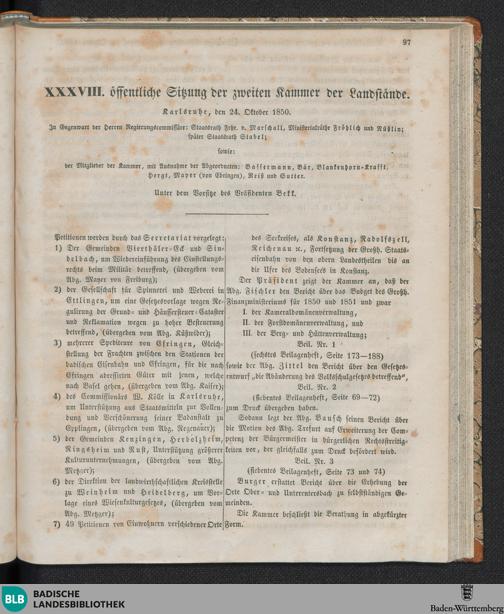 97
XXXVIII. öffentliche Sitzung der zweiten Kammer der Landstände.
Karlsruhe, den 24. Oktober 1850.
In Gegenwart der Herren Regierungscommissäre: Staatsrath Frhr. v. Marschall, Ministerialräthe Fröhlich und Nüßlin;
später Staatsrath Stabel;
sowie:
der Mitglieder der Kammer, mit Ausnahme der Abgeordneten: Bassermann, Bär, Blankenhorn-Krafft,
Hergt, Mayer (von Ebringen), Reiß und Sutter.
Unter dem Vorsitze des Präsidenten Bekk.
Petitionen werden durch das Secretariat vorgelegt:
1) Der Gemeinden Vierthäler-Eck und Sin-
delbach, um Wiedereinführung des Einstellungs-
rechts beim Militär betreffend, (übergeben vom
Abg. Mayer von Freiburg);
2) der Gesellschaft für Spinnerei und Weberei in
Ettlingen, um eine Gesetzesvorlage wegen Re-
gulierung der Grund- und Häusersteuer-Cataster
und Reklamation wegen zu hoher Besteuerung
betreffend, (übergeben vom Abg. Käßwieder);
3) mehrerer Spediteure von Efringen, Gleich-
stellung der Frachten zwischen den Stationen der
badischen Eisenbahn und Efringen, für die nach
Efringen adressirten Güter mit jenen, welche
nach Basel gehen, (übergeben vom Abg. Kaiser);
4) des Commissionärs W. Kölle in Karlsruhe,
um Unterstützung aus Staatsmitteln zur Vollen-
dung und Verschönerung seiner Badanstalt zu
Epplingen, (übergeben vom Abg. Regenauer);
5) der Gemeinden Kenzingen, Herbolzheim,
Ringsheim und Rust, Unterstützung größerer
Kulturunternehmungen, (übergeben vom Abg.
Metzger);
6) der Direktion der landwirthschaftlichen Kreisstelle
zu Weinheim und Heidelberg, um Vor-
lage eines Wiesenkulturgesetzes, (übergeben vom
Abg. Metzger);
7) 49 Petitionen von Einwohnern verschiedener Orte
des Seekreises, als Konstanz, Radolfszell,
Reichenau ꝛc., Fortsetzung der Großh. Staats-
eisenbahn von den obern Landestheilen bis an
die Ufer des Bodensees in Konstanz.
Der Präsident zeigt der Kammer an, daß der
Abg. Fischler den Bericht über das Budget des Großh.
Finanzministeriums für 1850 und 1851 und zwar
I. der Kameraldomänenverwaltung,
II. der Forstdomänenverwaltung, und
III. der Berg- und Hüttenverwaltung;
Beil. Nr. 1
(sechstes Beilagenheft, Seite 173—188)
sowie der Abg. Zittel den Bericht über den Gesetzes-
entwurf „die Abänderung des Volksschulgesetzes betreffend“,
Beil. Nr. 2
(siebentes Beilagenheft, Seite 69—72)
zum Druck übergeben haben.
Sodann legt der Abg. Bausch seinen Bericht über
die Motion des Abg. Trefurt auf Erweiterung der Com-
petenz der Bürgermeister in bürgerlichen Rechtsstreitig-
keiten vor, der gleichfalls zum Druck befördert wird.
Beil. Nr. 3
(siebentes Beilagenheft, Seite 73 und 74)
Burger erstattet Bericht über die Erhebung der
Orte Ober- und Unterentersbach zu selbstständigen Ge-
meinden.
Die Kammer beschließt die Berathung in abgekürzter
Form.
BLB
BADISCHE
LANDESBIBLIOTHEK
Baden-Württemberg